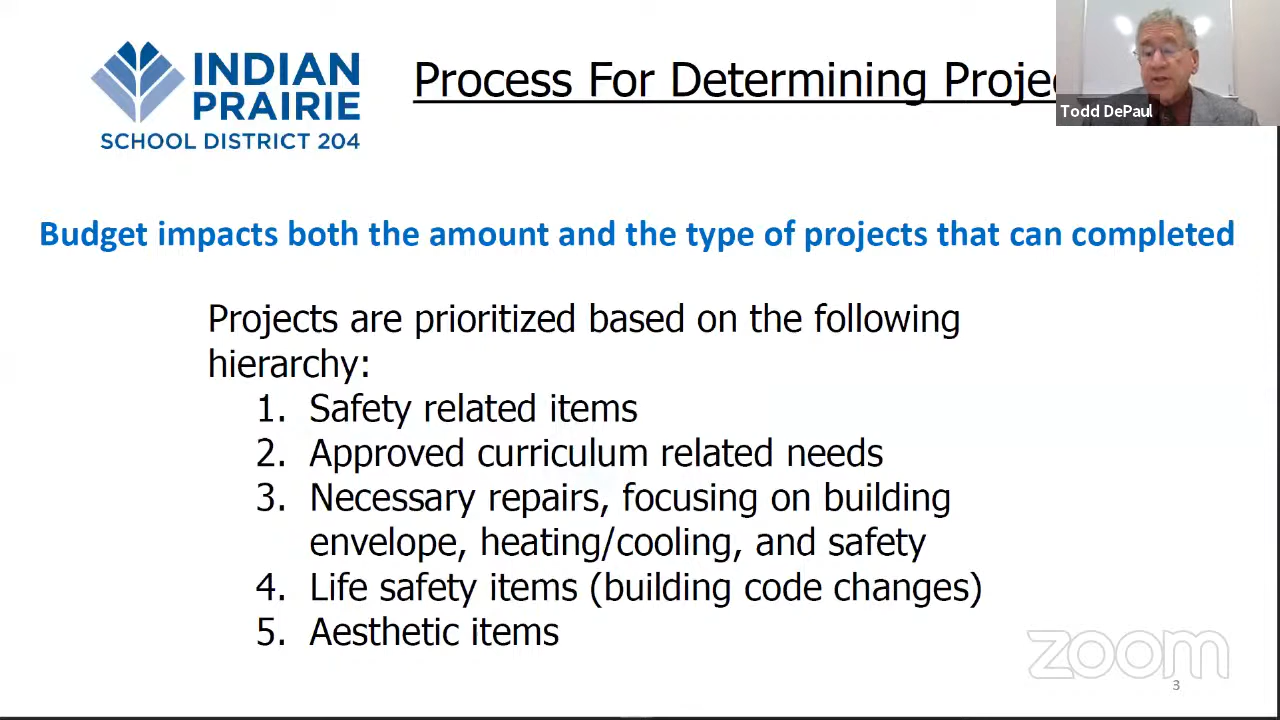 INDIAN
PRAIRIE
SCHOOL DISTRICT 204
Process For Determining Projec
Todd DePaul
Budget impacts both the amount and the type of projects that can completed
Projects are prioritized based on the following
hierarchy:
1. Safety related items
2. Approved curriculum related needs
3. Necessary repairs, focusing on building
envelope, heating/cooling, and safety
4. Life safety items (building code changes)
5. Aesthetic items
zoom
3